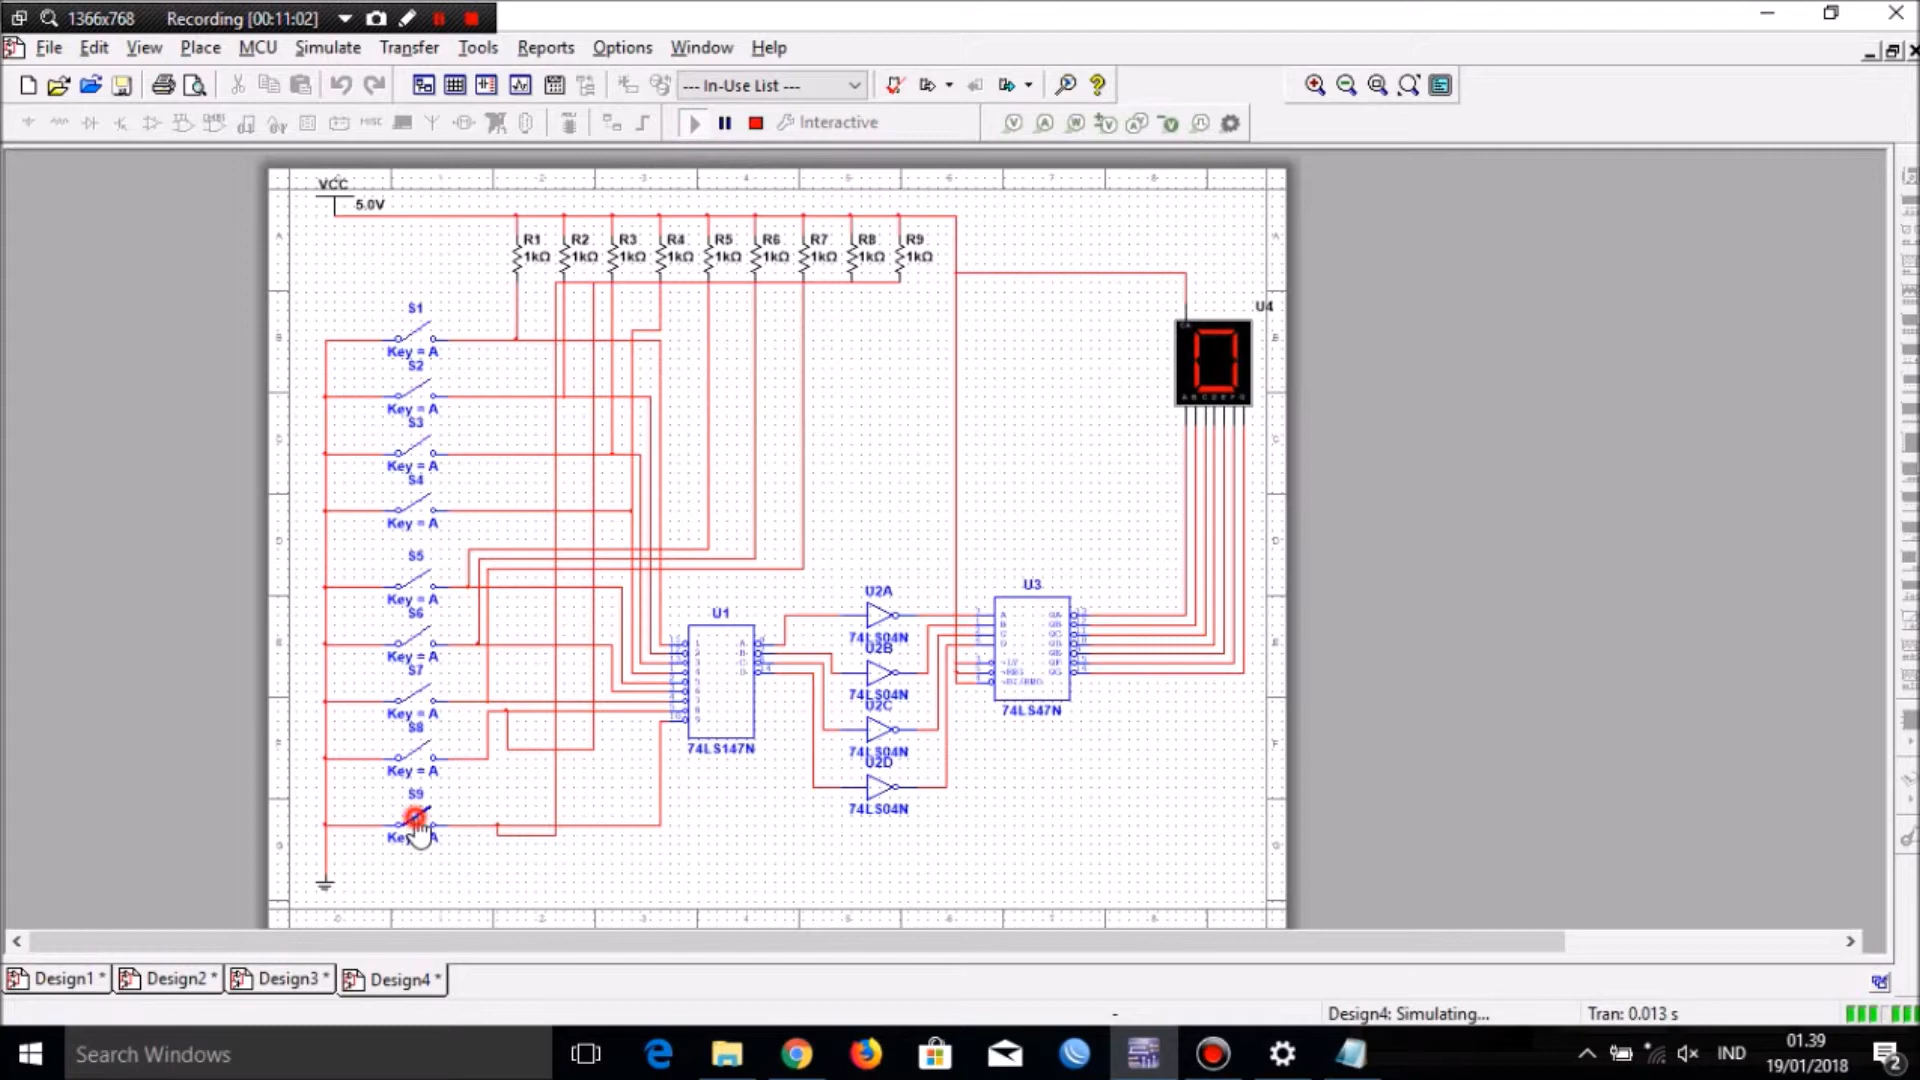 1366x768 Recording [00:11:02]
File Edit View Place MCU Simulate Transfer Tools Reports Options Window Help
--- In-Use List ---
Interactive
VCC
5.0V
R1 R2 R3 R4 R5 R6 R7 R8 R9
1kΩ 1kΩ 1kΩ 1kΩ 1kΩ 1kΩ 1kΩ 1kΩ 1kΩ
U4
CA
0
A B C D E F G
S1
Key = A
S2
Key = A
S3
Key = A
S4
Key = A
S5
Key = A
S6
Key = A
S7
Key = A
S8
Key = A
S9
U1
74LS147N
U2A
74LS04N
U2B
74LS04N
U2C
74LS04N
U2D
74LS04N
U3
74LS47N
Design1 * Design2 * Design3 * Design4 *
- Design4: Simulating... Tran: 0.013 s
Search Windows
IND
01.39
19/01/2018
2